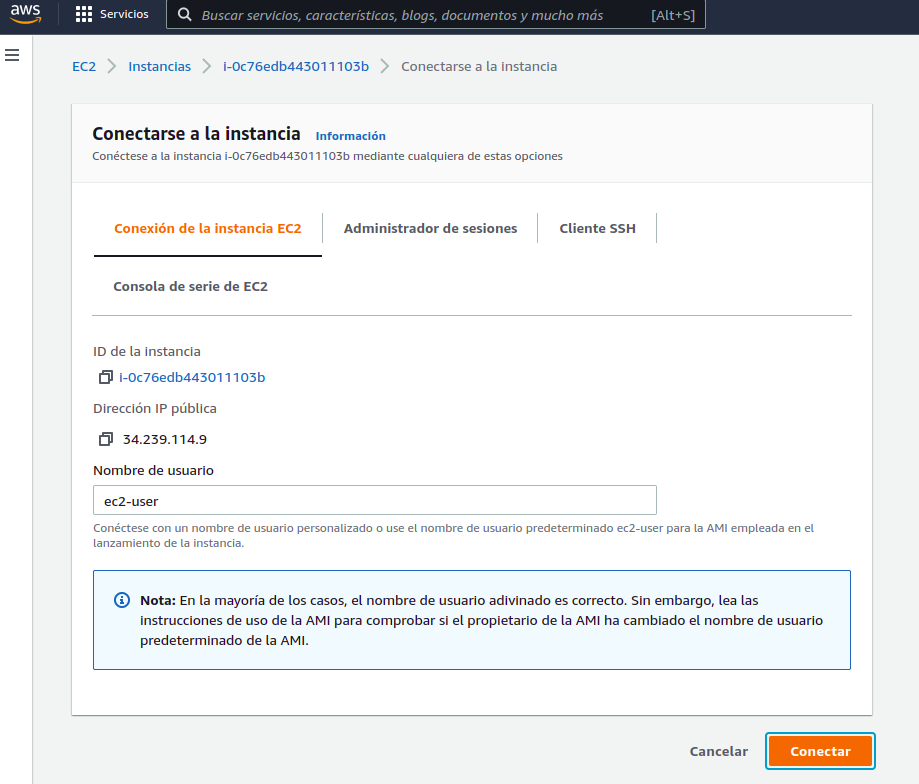 aws
Servicios
Buscar servicios, características, blogs, documentos y mucho más
[Alt+S]
EC2
Instancias
i-0c76edb443011103b
Conectarse a la instancia
Conectarse a la instancia
Información
Conéctese a la instancia i-0c76edb443011103b mediante cualquiera de estas opciones
Conexión de la instancia EC2
Administrador de sesiones
Cliente SSH
Consola de serie de EC2
ID de la instancia
i-0c76edb443011103b
Dirección IP pública
34.239.114.9
Nombre de usuario
ec2-user
Conéctese con un nombre de usuario personalizado o use el nombre de usuario predeterminado ec2-user para la AMI empleada en el
lanzamiento de la instancia.
Nota: En la mayoría de los casos, el nombre de usuario adivinado es correcto. Sin embargo, lea las
instrucciones de uso de la AMI para comprobar si el propietario de la AMI ha cambiado el nombre de usuario
predeterminado de la AMI.
Cancelar
Conectar